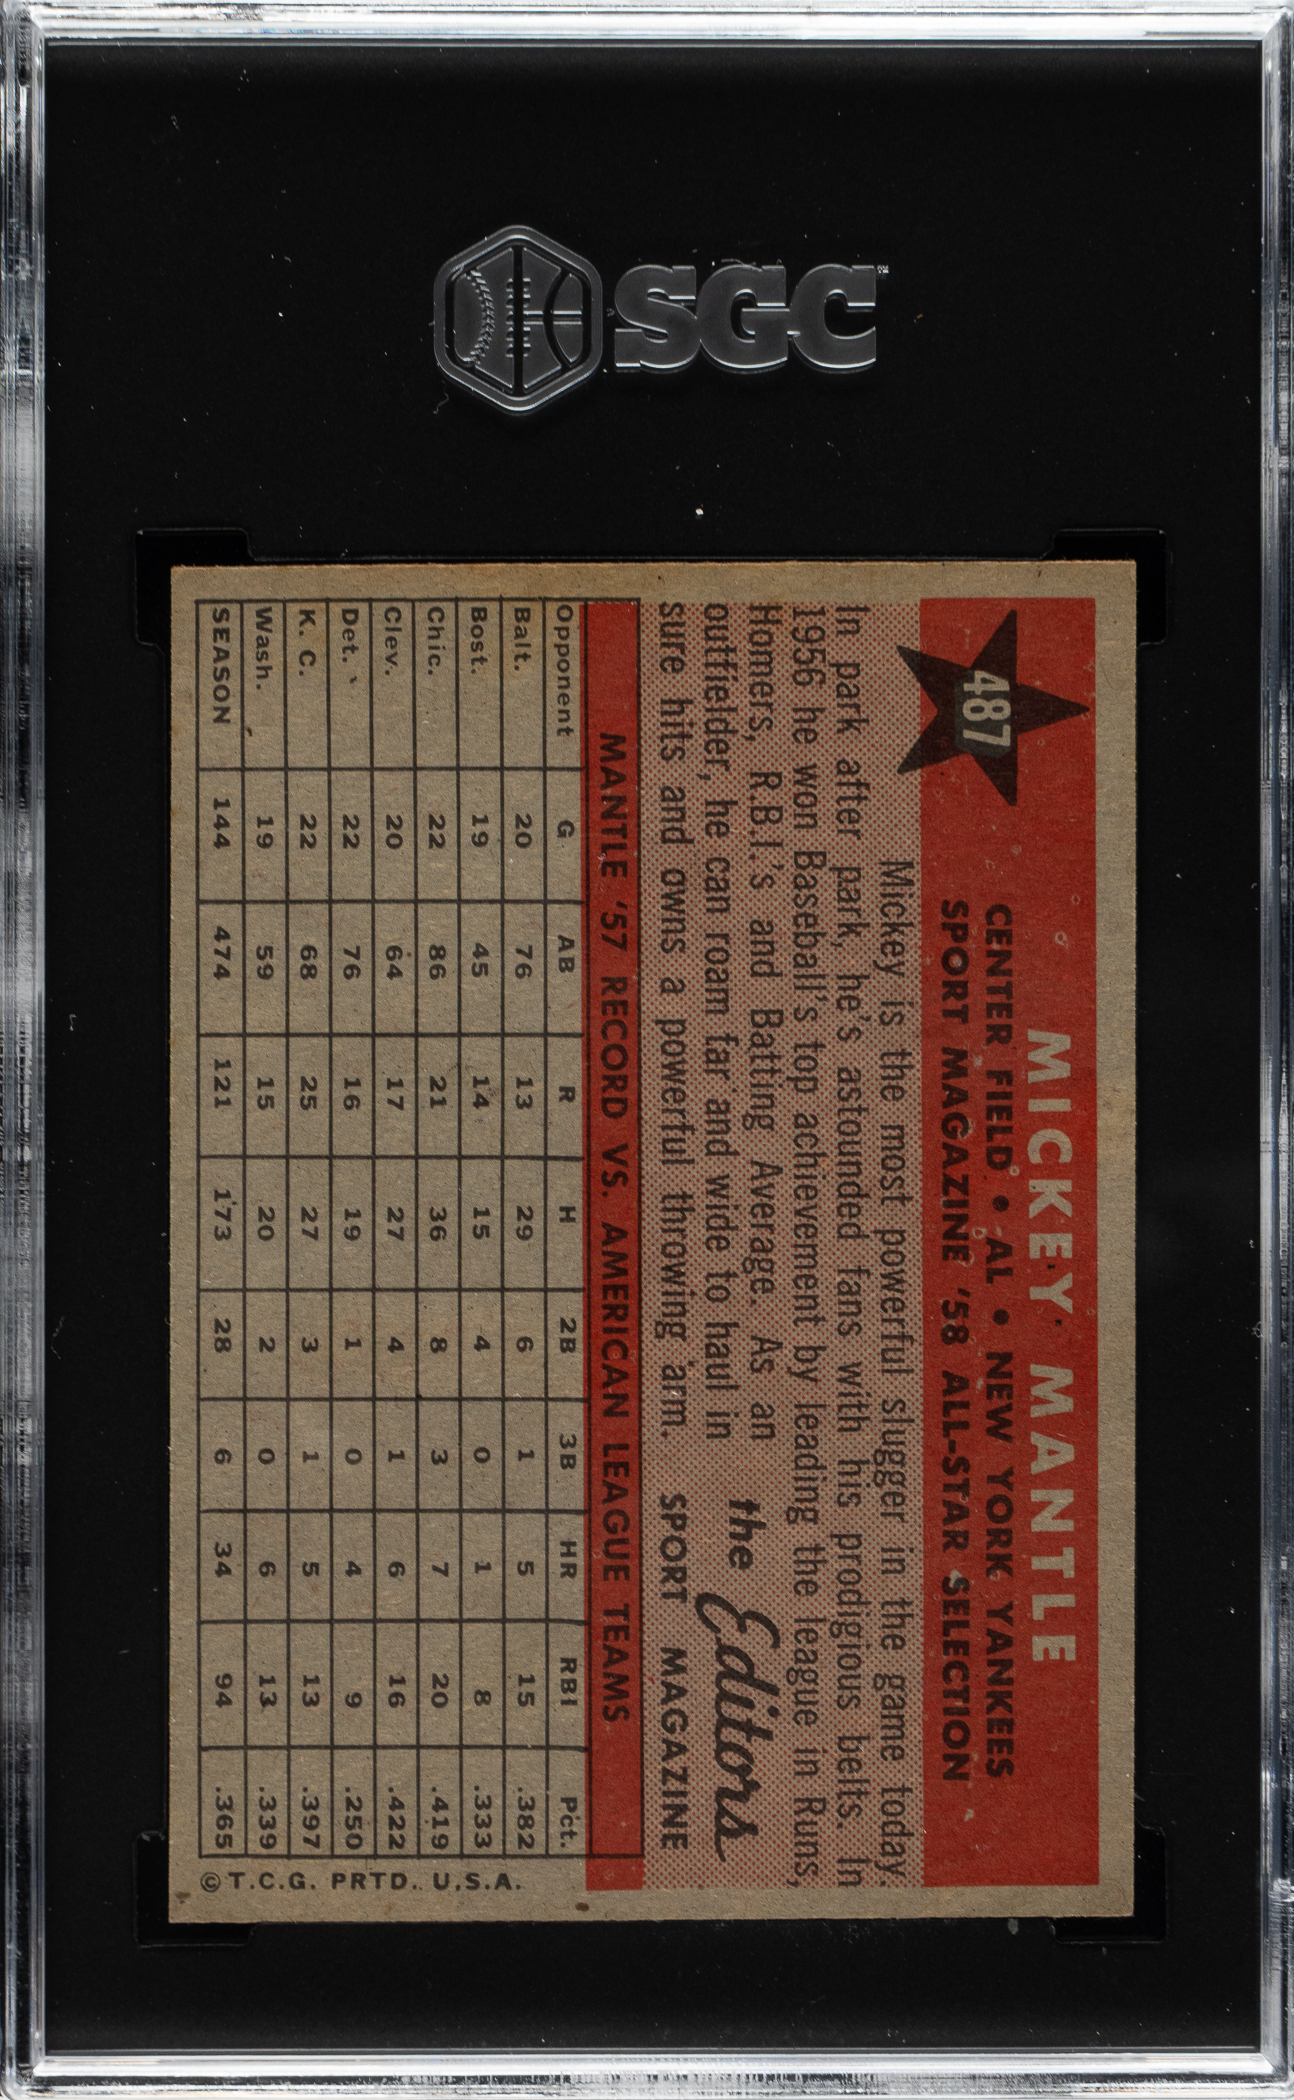 SGC
487
MICKEY MANTLE
CENTER FIELD • AL • NEW YORK YANKEES
SPORT MAGAZINE '58 ALL-STAR SELECTION
Mickey is the most powerful slugger in the game today.
In park after park, he's astounded fans with his prodigious belts. In
1956 he won Baseball's top achievement by leading the league in Runs,
Homers, R.B.I.'s and Batting Average. As an
outfielder, he can roam far and wide to haul in
sure hits and owns a powerful throwing arm.
the Editors
SPORT MAGAZINE
MANTLE '57 RECORD VS. AMERICAN LEAGUE TEAMS
Opponent G AB R H 2B 3B HR RBI Pct.
Balt. 20 76 13 29 6 1 5 15 .382
Bost. 19 45 14 15 4 0 1 8 .333
Chic. 22 86 21 36 8 3 7 20 .419
Clev. 20 64 17 27 4 1 6 16 .422
Det. 22 76 16 19 1 0 4 9 .250
K. C. 22 68 25 27 3 1 5 13 .397
Wash. 19 59 15 20 2 0 6 13 .339
SEASON 144 474 121 173 28 6 34 94 .365
© T.C.G. PRTD. U.S.A.